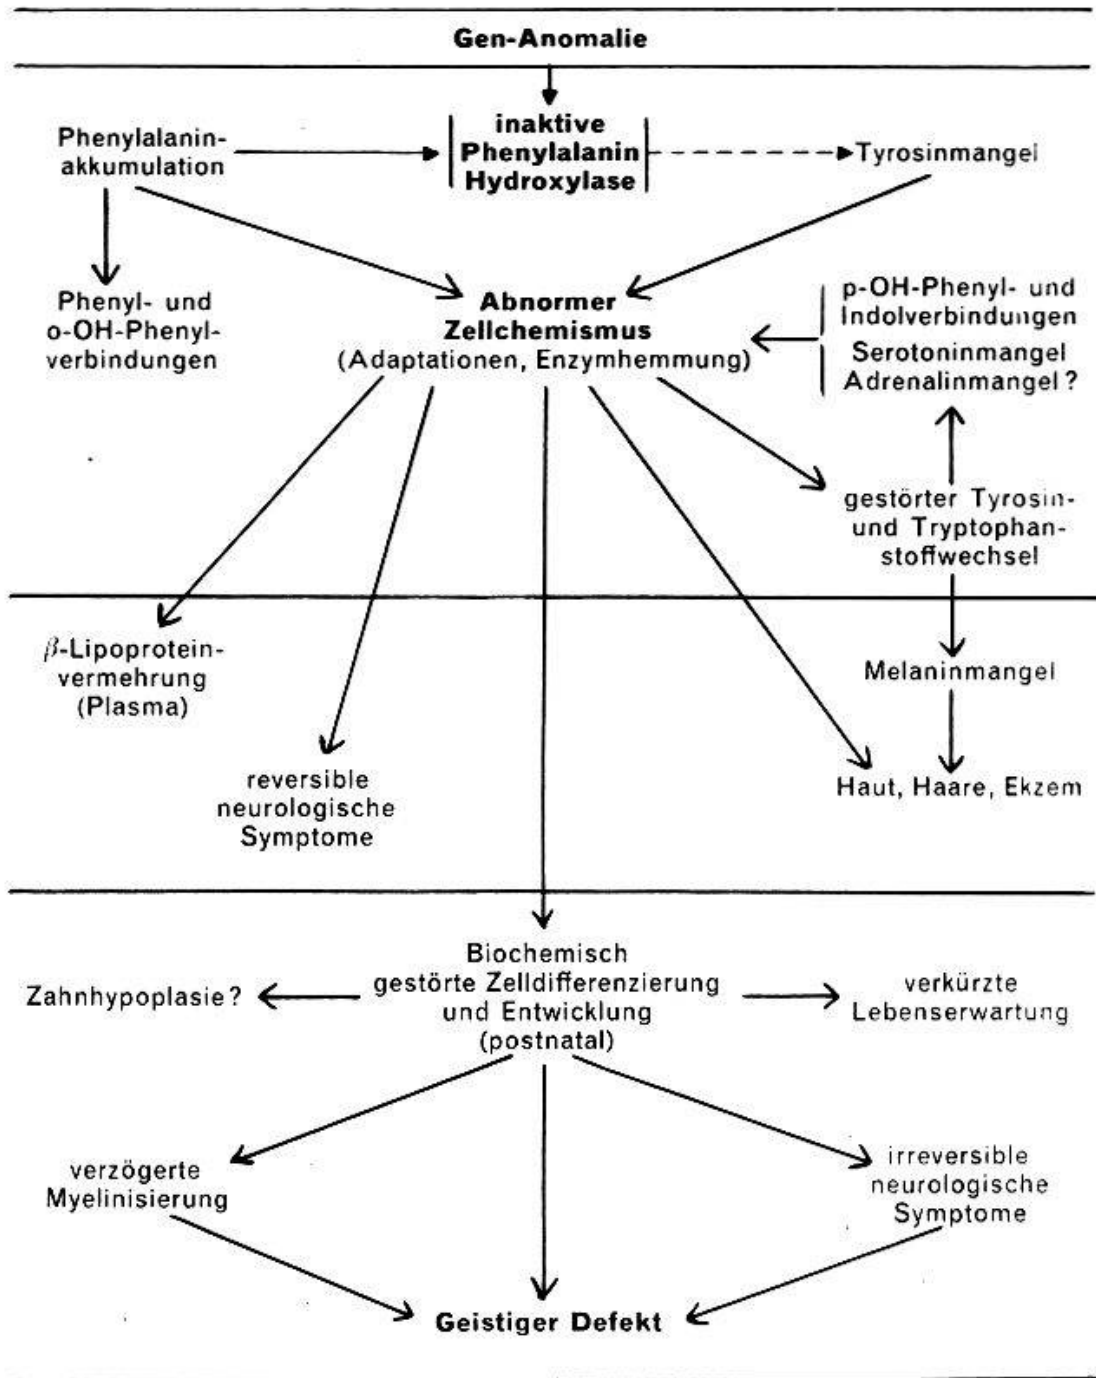 Gen-Anomalie
Phenylalanin-
akkumulation
inaktive
Phenylalanin
Hydroxylase
Tyrosinmangel
Phenyl- und
o-OH-Phenyl-
verbindungen
Abnormer
Zellchemismus
(Adaptationen, Enzymhemmung)
p-OH-Phenyl- und
Indolverbindungen
Serotoninmangel
Adrenalinmangel?
gestörter Tyrosin-
und Tryptophan-
stoffwechsel
β-Lipoprotein-
vermehrung
(Plasma)
Melaninmangel
reversible
neurologische
Symptome
Haut, Haare, Ekzem
Biochemisch
gestörte Zelldifferenzierung
und Entwicklung
(postnatal)
Zahnhypoplasie?
verkürzte
Lebenserwartung
verzögerte
Myelinisierung
irreversible
neurologische
Symptome
Geistiger Defekt